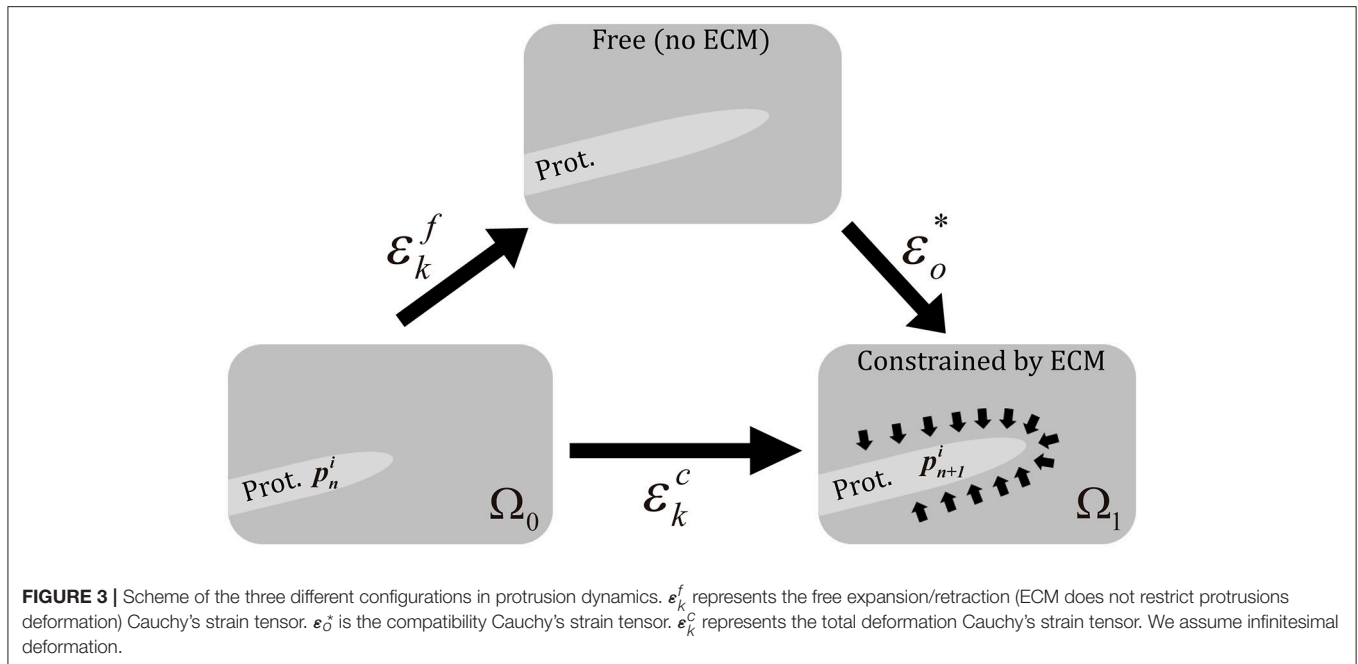 Free (no ECM)
Prot.
ε_k^f
ε_o^*
Prot. p_n^i
Ω_0
ε_k^c
Constrained by ECM
Prot.
p_{n+1}^i
Ω_1
FIGURE 3 | Scheme of the three different configurations in protrusion dynamics. ε_k^f represents the free expansion/retraction (ECM does not restrict protrusions
deformation) Cauchy's strain tensor. ε_o^* is the compatibility Cauchy's strain tensor. ε_k^c represents the total deformation Cauchy's strain tensor. We assume infinitesimal
deformation.